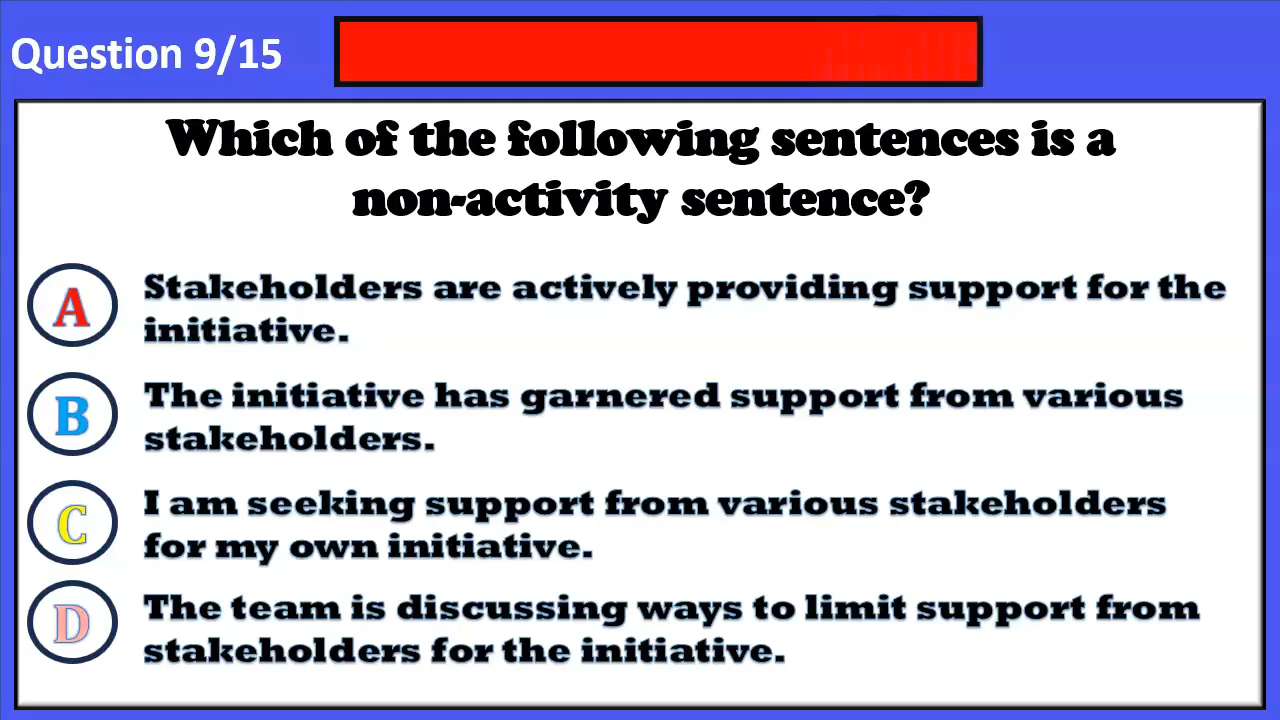 Question 9/15
Which of the following sentences is a
non-activity sentence?
A
Stakeholders are actively providing support for the
initiative.
B
The initiative has garnered support from various
stakeholders.
C
I am seeking support from various stakeholders
for my own initiative.
D
The team is discussing ways to limit support from
stakeholders for the initiative.